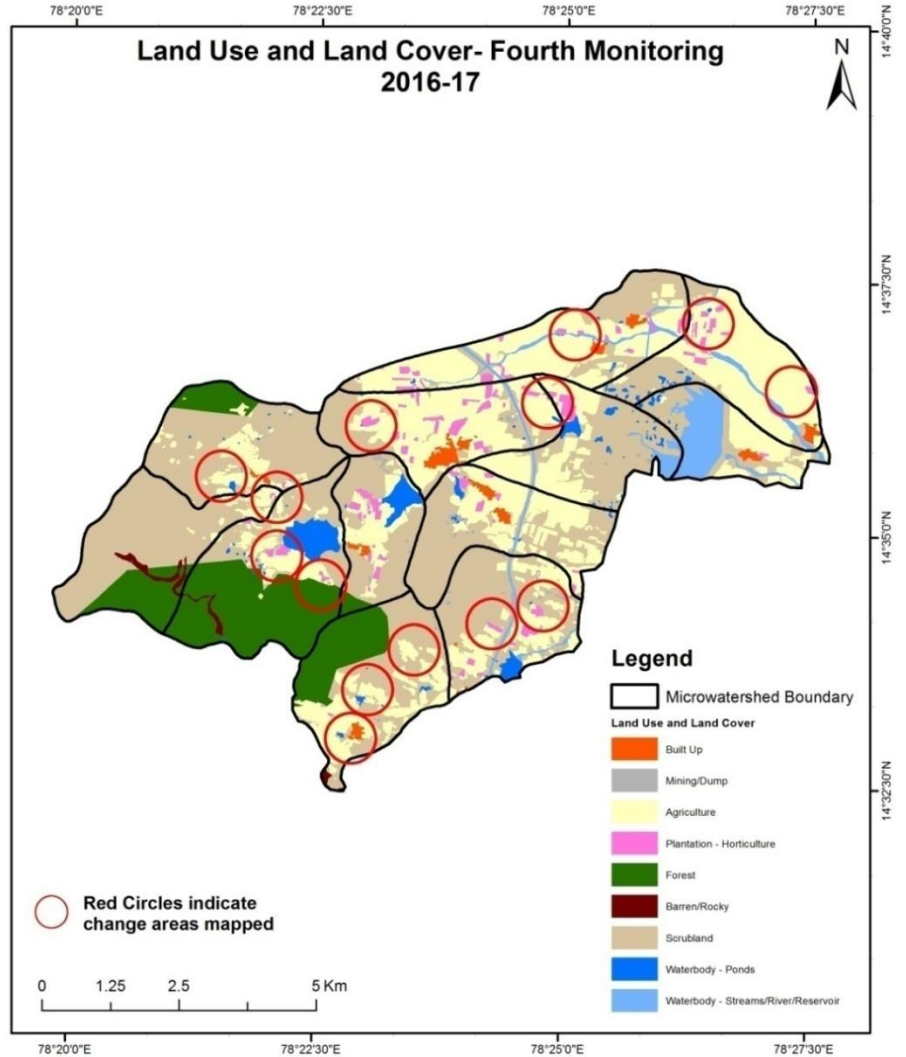 78°20'0"E 78°22'30"E 78°25'0"E 78°27'30"E
Land Use and Land Cover- Fourth Monitoring
2016-17
N
14°40'0"N
14°37'30"N
14°35'0"N
14°32'30"N
Legend
Microwatershed Boundary
Land Use and Land Cover
Built Up
Mining/Dump
Agriculture
Plantation - Horticulture
Forest
Barren/Rocky
Scrubland
Waterbody - Ponds
Waterbody - Streams/River/Reservoir
Red Circles indicate
change areas mapped
0 1.25 2.5 5 Km
78°20'0"E 78°22'30"E 78°25'0"E 78°27'30"E